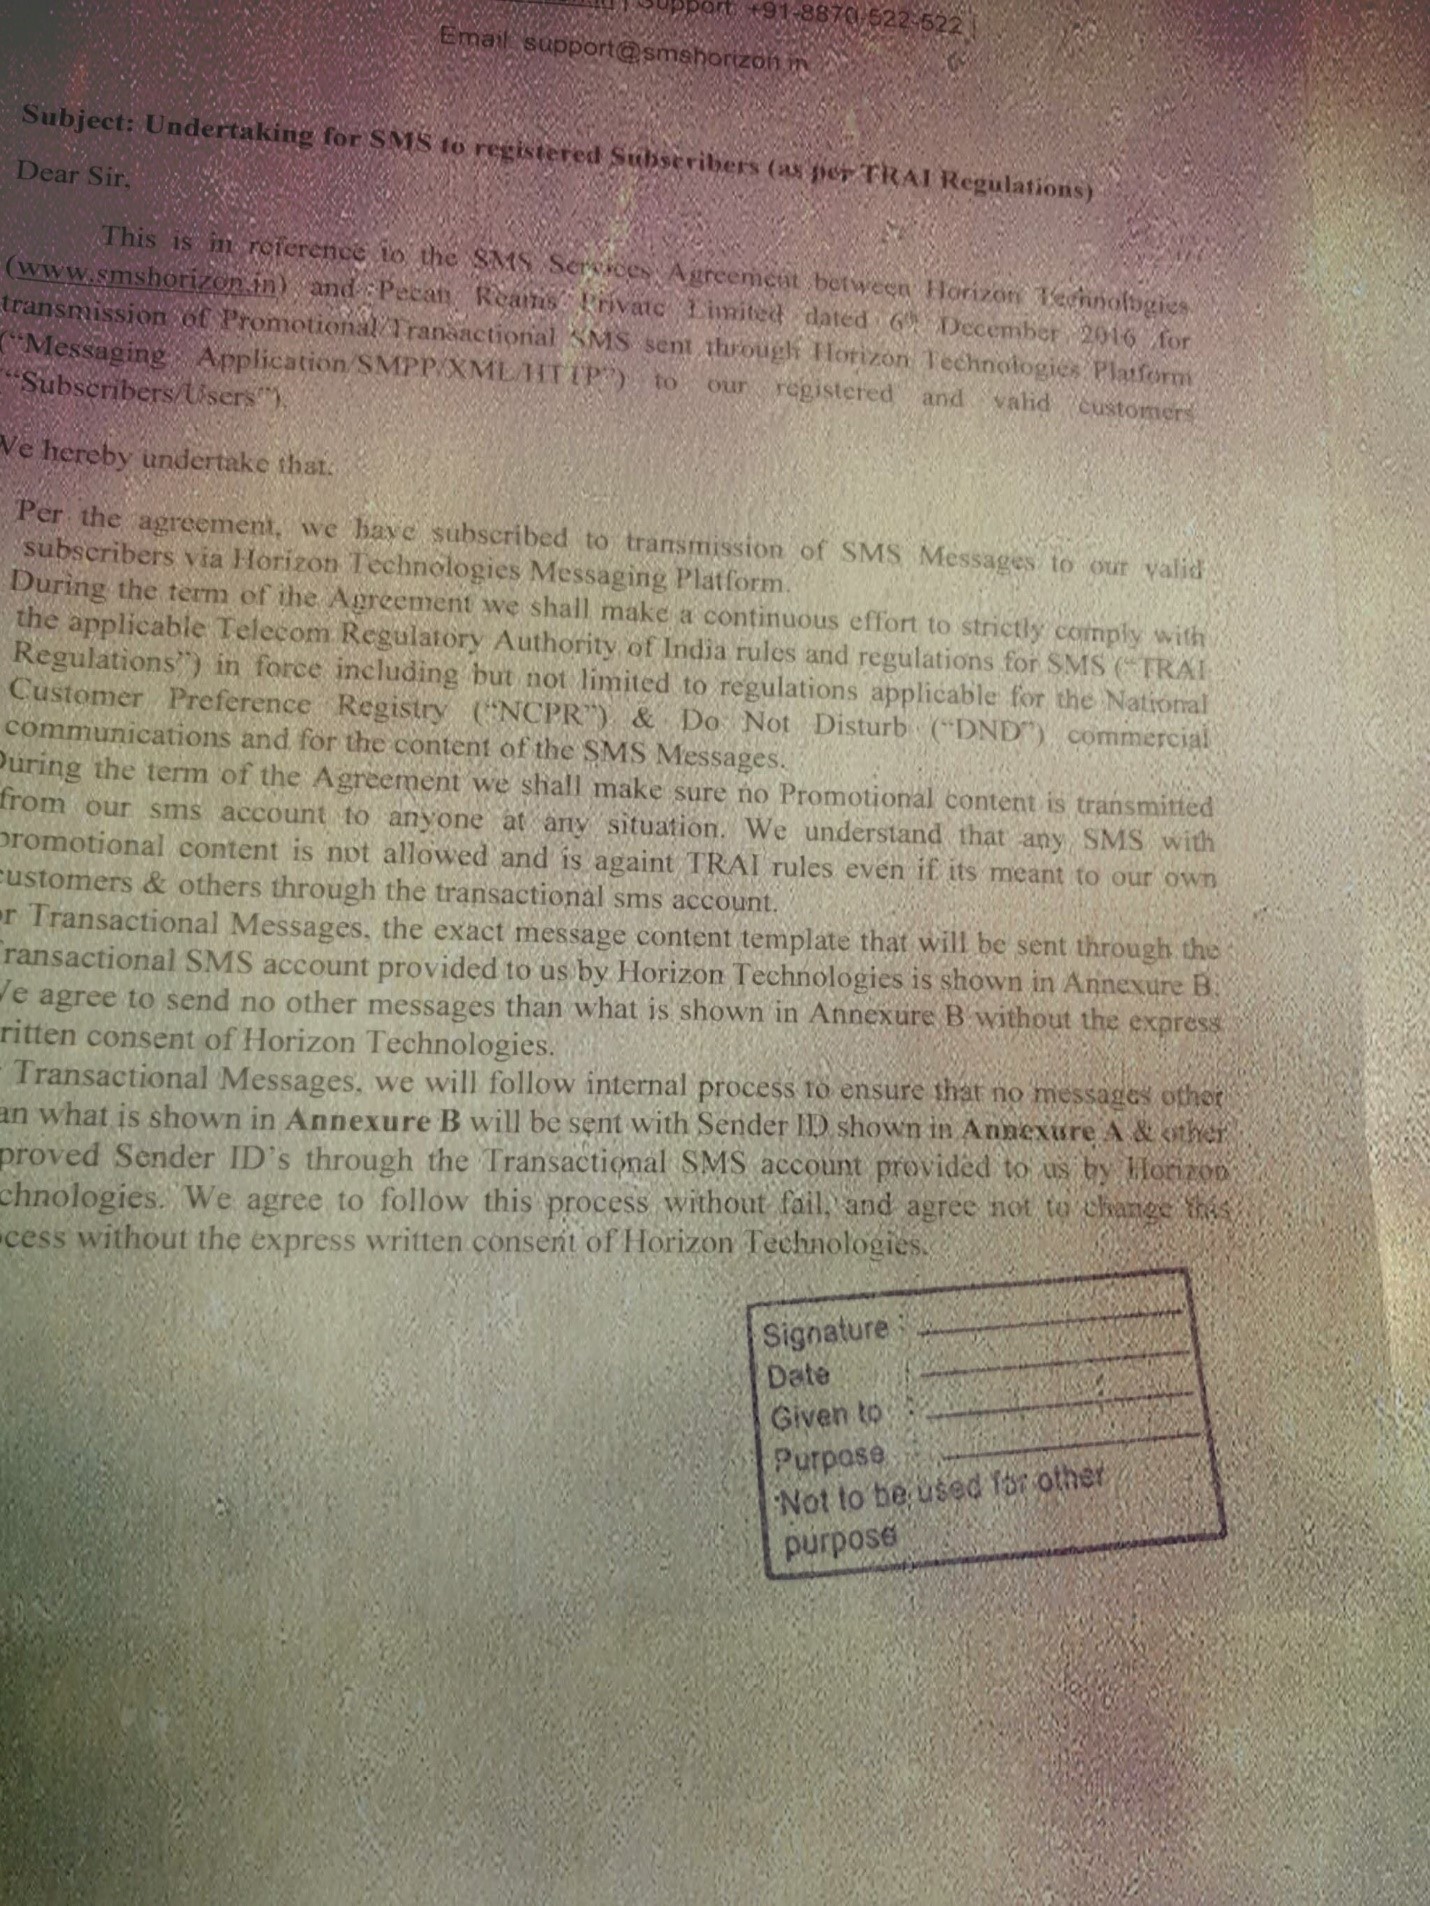 Support: +91-8870-522-522 |
Email: support@smshorizon.in
Subject: Undertaking for SMS to registered Subscribers (as per TRAI Regulations)
Dear Sir,
This is in reference to the SMS Services Agreement between Horizon Technologies
(www.smshorizon.in) and Pecan Reams Private Limited dated 6th December 2016 for
transmission of Promotional/Transactional SMS sent through Horizon Technologies Platform
("Messaging Application/SMPP/XML/HTTP") to our registered and valid customers
"Subscribers/Users").
We hereby undertake that.
Per the agreement, we have subscribed to transmission of SMS Messages to our valid
subscribers via Horizon Technologies Messaging Platform.
During the term of the Agreement we shall make a continuous effort to strictly comply with
the applicable Telecom Regulatory Authority of India rules and regulations for SMS ("TRAI
Regulations") in force including but not limited to regulations applicable for the National
Customer Preference Registry ("NCPR") & Do Not Disturb ("DND") commercial
communications and for the content of the SMS Messages.
During the term of the Agreement we shall make sure no Promotional content is transmitted
from our sms account to anyone at any situation. We understand that any SMS with
promotional content is not allowed and is againt TRAI rules even if its meant to our own
customers & others through the transactional sms account.
or Transactional Messages, the exact message content template that will be sent through the
ransactional SMS account provided to us by Horizon Technologies is shown in Annexure B.
We agree to send no other messages than what is shown in Annexure B without the express
ritten consent of Horizon Technologies.
Transactional Messages, we will follow internal process to ensure that no messages other
an what is shown in Annexure B will be sent with Sender ID shown in Annexure A & other
proved Sender ID's through the Transactional SMS account provided to us by Horizon
chnologies. We agree to follow this process without fail, and agree not to change this
cess without the express written consent of Horizon Technologies.
Signature :
Date :
Given to :
Purpose :
Not to be used for other
purpose